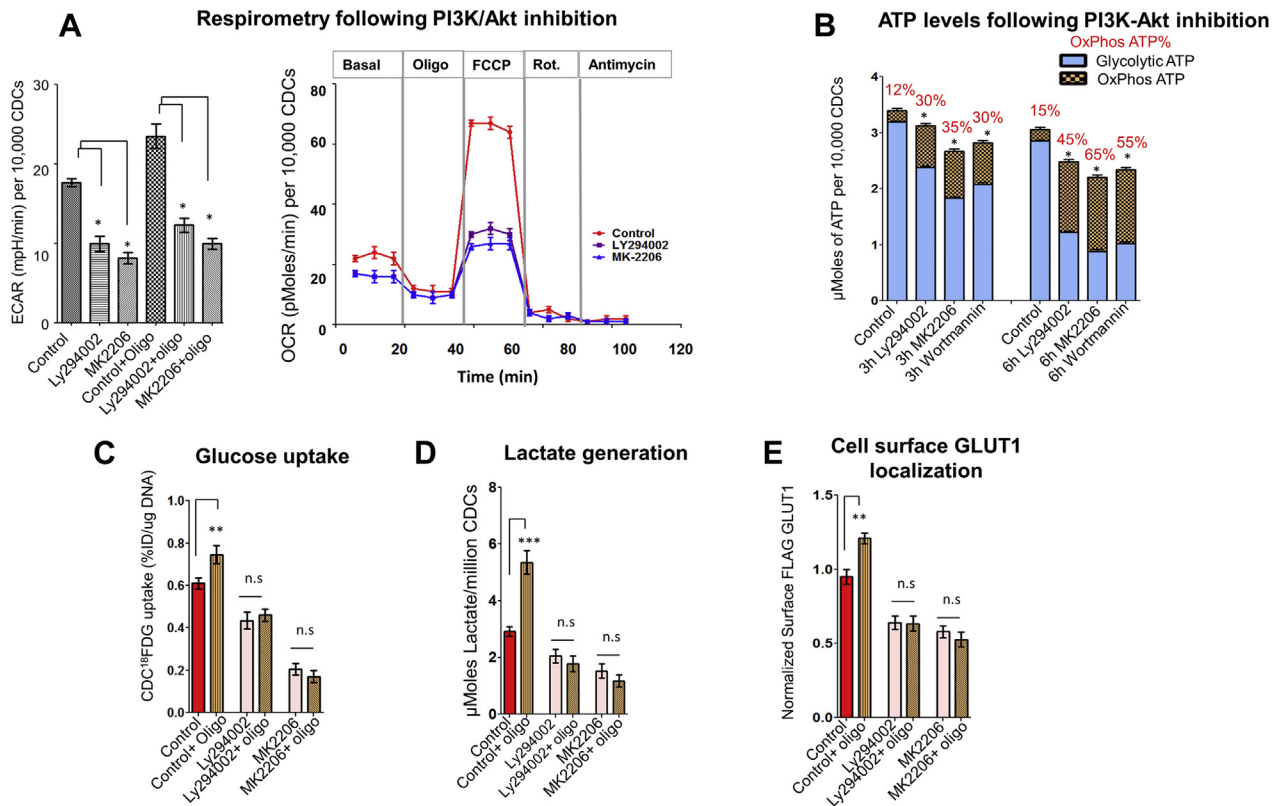 A
Respirometry following PI3K/Akt inhibition
ECAR (mpH/min) per 10,000 CDCs
30
20
10
0
Control
Ly294002
MK2206
Control+Oligo
Ly294002+oligo
MK2206+oligo
* * * *
Basal Oligo FCCP Rot. Antimycin
OCR (pMoles/min) per 10,000 CDCs
80
60
40
20
0
0 20 40 60 80 100 120
Time (min)
Control
LY294002
MK-2206
B
ATP levels following PI3K-Akt inhibition
OxPhos ATP%
Glycolytic ATP
OxPhos ATP
µMoles of ATP per 10,000 CDCs
4
3
2
1
0
12% 30% 35% 30% 15% 45% 65% 55%
* * * * * *
Control
3h Ly294002
3h MK2206
3h Wortmannin
Control
6h Ly294002
6h MK2206
6h Wortmannin
C
Glucose uptake
CDC¹⁸FDG uptake (%ID/ug DNA)
1.0
0.8
0.6
0.4
0.2
0.0
**
n.s
n.s
Control
Control+ Oligo
Ly294002
Ly294002+ oligo
MK2206
MK2206+ oligo
D
Lactate generation
µMoles Lactate/million CDCs
8
6
4
2
0
***
n.s
n.s
Control
Control+ oligo
Ly294002
Ly294002+ oligo
MK2206
MK2206+ oligo
E
Cell surface GLUT1
localization
Normalized Surface FLAG GLUT1
1.5
1.0
0.5
0.0
**
n.s
n.s
Control
Control+ oligo
Ly294002
Ly294002+ oligo
MK2206
MK2206+ oligo